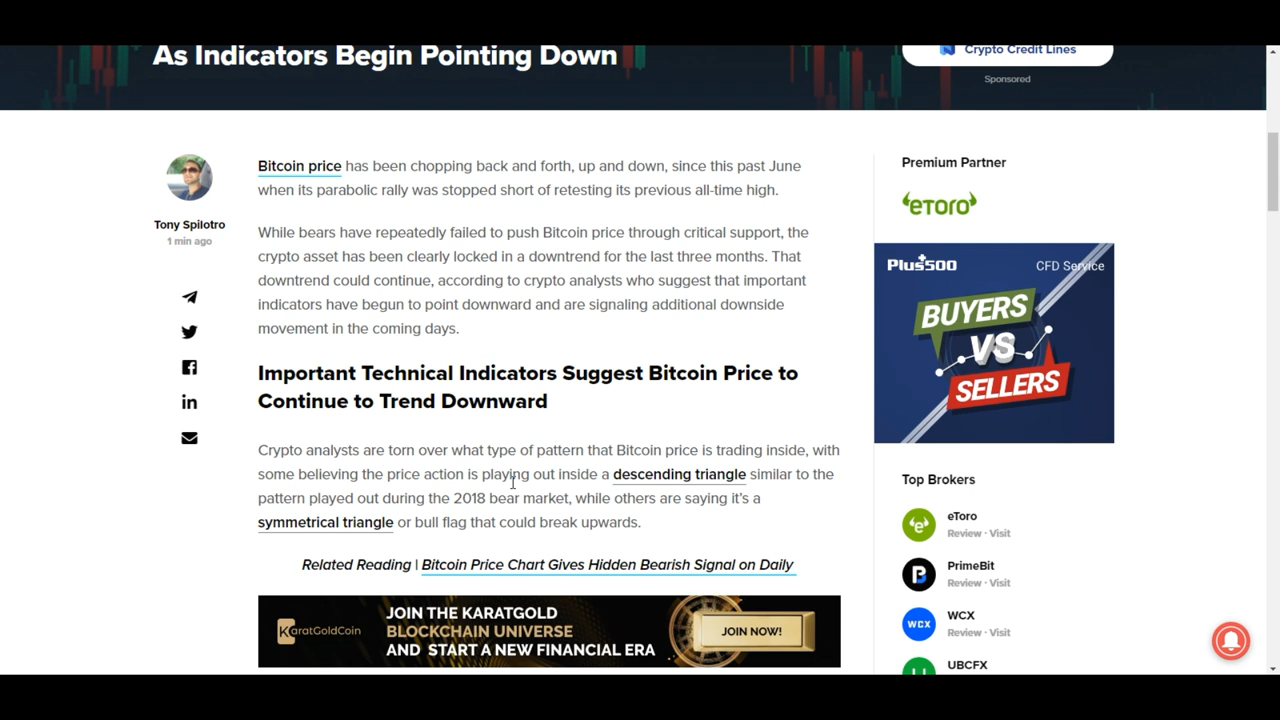 As Indicators Begin Pointing Down
Crypto Credit Lines
Sponsored
Tony Spilotro
1 min ago
Bitcoin price has been chopping back and forth, up and down, since this past June
when its parabolic rally was stopped short of retesting its previous all-time high.
While bears have repeatedly failed to push Bitcoin price through critical support, the
crypto asset has been clearly locked in a downtrend for the last three months. That
downtrend could continue, according to crypto analysts who suggest that important
indicators have begun to point downward and are signaling additional downside
movement in the coming days.
Important Technical Indicators Suggest Bitcoin Price to
Continue to Trend Downward
Crypto analysts are torn over what type of pattern that Bitcoin price is trading inside, with
some believing the price action is playing out inside a descending triangle similar to the
pattern played out during the 2018 bear market, while others are saying it's a
symmetrical triangle or bull flag that could break upwards.
Related Reading | Bitcoin Price Chart Gives Hidden Bearish Signal on Daily
KaratGoldCoin
JOIN THE KARATGOLD
BLOCKCHAIN UNIVERSE
AND START A NEW FINANCIAL ERA
JOIN NOW!
Premium Partner
eToro
Plus500
CFD Service
BUYERS
VS
SELLERS
Top Brokers
eToro
Review · Visit
PrimeBit
Review · Visit
WCX
WCX
Review · Visit
UBCFX